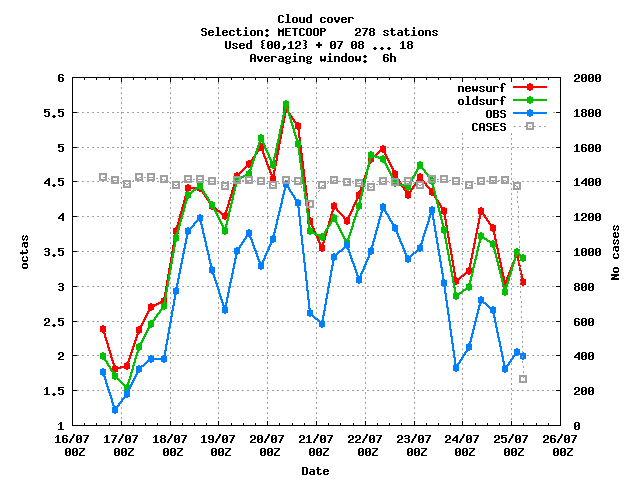 Cloud cover
Selection: METCOOP 278 stations
Used {00,12} + 07 08 ... 18
Averaging window: 6h
newsurf
oldsurf
OBS
CASES
6
5.5
5
4.5
4
3.5
3
2.5
2
1.5
1
2000
1800
1600
1400
1200
1000
800
600
400
200
0
octas
No cases
16/07 17/07 18/07 19/07 20/07 21/07 22/07 23/07 24/07 25/07 26/07
00Z 00Z 00Z 00Z 00Z 00Z 00Z 00Z 00Z 00Z 00Z
Date